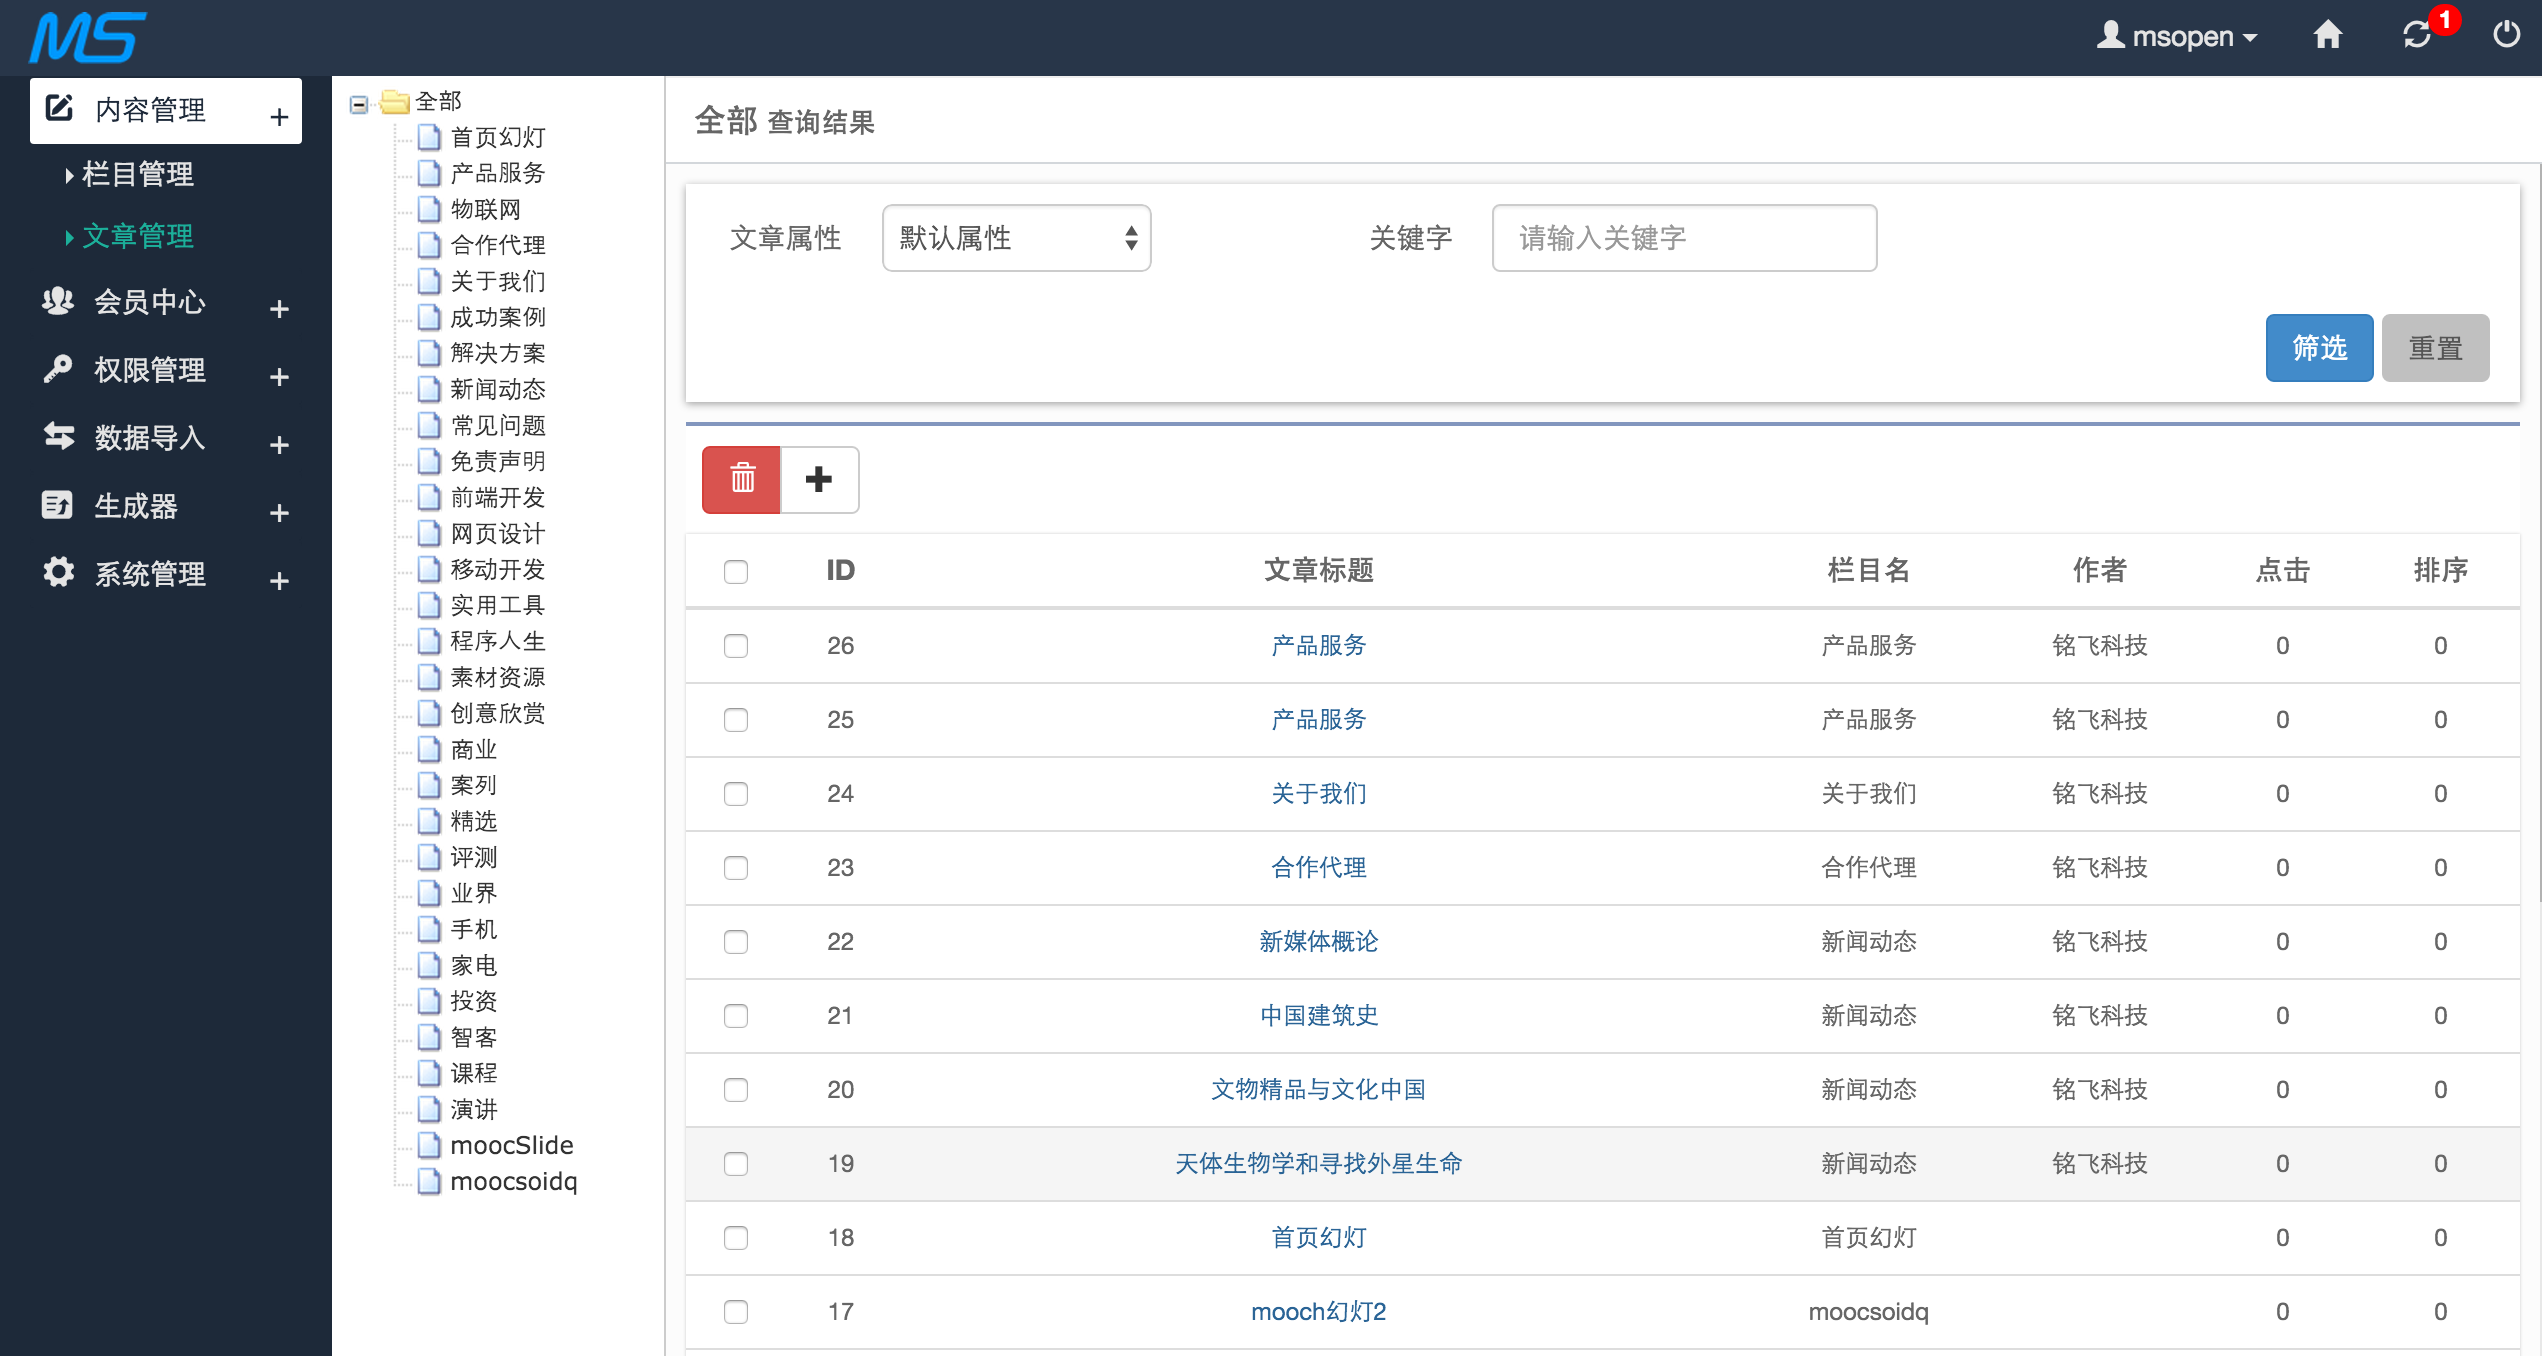 MS
msopen
1
内容管理
栏目管理
文章管理
会员中心
权限管理
数据导入
生成器
系统管理
全部
首页幻灯
产品服务
物联网
合作代理
关于我们
成功案例
解决方案
新闻动态
常见问题
免责声明
前端开发
网页设计
移动开发
实用工具
程序人生
素材资源
创意欣赏
商业
案列
精选
评测
业界
手机
家电
投资
智客
课程
演讲
moocSlide
moocsoidq
全部 查询结果
文章属性 默认属性 关键字 请输入关键字
筛选 重置
ID 文章标题 栏目名 作者 点击 排序
26 产品服务 产品服务 铭飞科技 0 0
25 产品服务 产品服务 铭飞科技 0 0
24 关于我们 关于我们 铭飞科技 0 0
23 合作代理 合作代理 铭飞科技 0 0
22 新媒体概论 新闻动态 铭飞科技 0 0
21 中国建筑史 新闻动态 铭飞科技 0 0
20 文物精品与文化中国 新闻动态 铭飞科技 0 0
19 天体生物学和寻找外星生命 新闻动态 铭飞科技 0 0
18 首页幻灯 首页幻灯 0 0
17 mooch幻灯2 moocsoidq 0 0